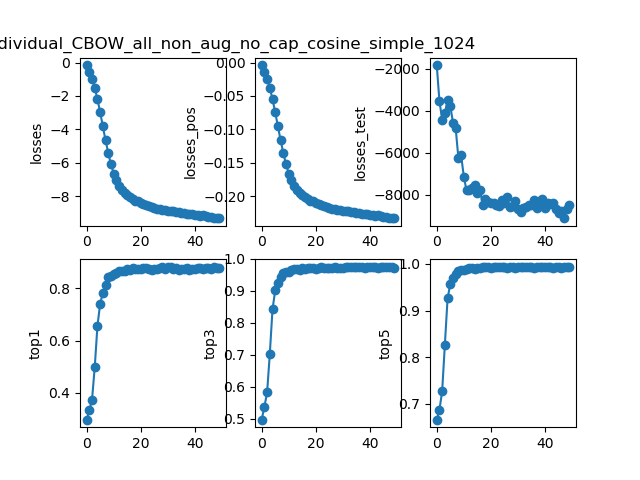 dividual_CBOW_all_non_aug_no_cap_cosine_simple_1024
losses
0
−2
−4
−6
−8
0 20 40
losses_pos
0.00
−0.05
−0.10
−0.15
−0.20
0 20 40
losses_test
−2000
−4000
−6000
−8000
0 20 40
top1
0.8
0.6
0.4
0 20 40
top3
1.0
0.9
0.8
0.7
0.6
0.5
0 20 40
top5
1.0
0.9
0.8
0.7
0 20 40